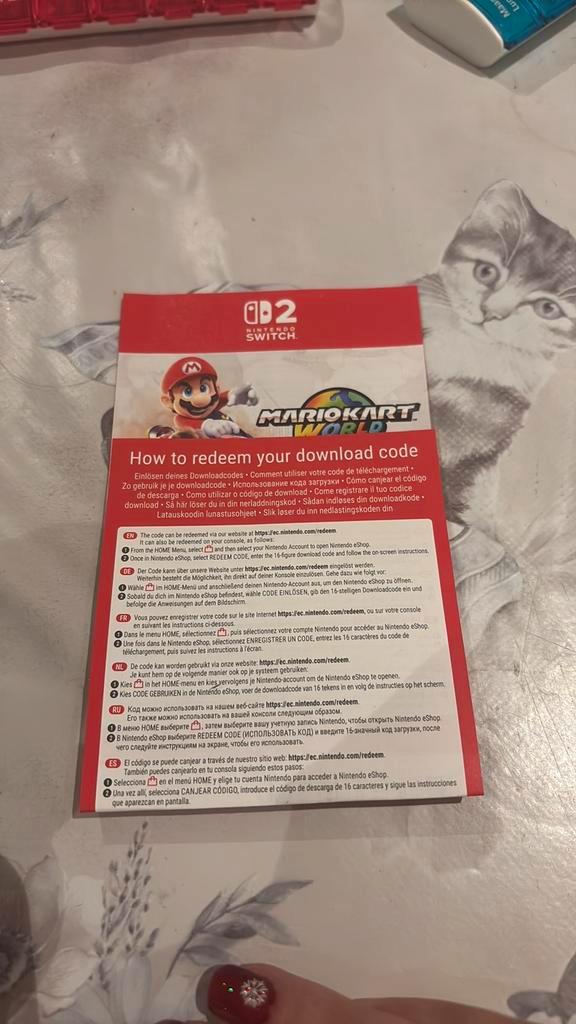 Maan
2
NINTENDO
SWITCH
M
MARIOKART
WORLD
How to redeem your download code
Einlösen deines Downloadcodes • Comment utiliser votre code de téléchargement •
Zo gebruik je je downloadcode • Использование кода загрузки • Cómo canjear el código
de descarga • Como utilizar o código de download • Come registrare il tuo codice
download • Så här löser du in din nerladdningskod • Sådan indløses din downloadkode •
Latauskoodin lunastusohjeet • Slik løser du inn nedlastingskoden din
EN The code can be redeemed via our website at https://ec.nintendo.com/redeem.
It can also be redeemed on your console, as follows:
1 From the HOME Menu, select and then select your Nintendo Account to open Nintendo eShop.
2 Once in Nintendo eShop, select REDEEM CODE, enter the 16-figure download code and follow the on-screen instructions.
DE Der Code kann über unsere Website unter https://ec.nintendo.com/redeem eingelöst werden.
Weiterhin besteht die Möglichkeit, ihn direkt auf deiner Konsole einzulösen. Gehe dazu wie folgt vor:
1 Wähle im HOME-Menü und anschließend deinen Nintendo-Account aus, um den Nintendo eShop zu öffnen.
2 Sobald du dich im Nintendo eShop befindest, wähle CODE EINLÖSEN, gib den 16-stelligen Downloadcode ein und
befolge die Anweisungen auf dem Bildschirm.
FR Vous pouvez enregistrer votre code sur le site Internet https://ec.nintendo.com/redeem, ou sur votre console
en suivant les instructions ci-dessous.
1 Dans le menu HOME, sélectionnez , puis sélectionnez votre compte Nintendo pour accéder au Nintendo eShop.
2 Une fois dans le Nintendo eShop, sélectionnez ENREGISTRER UN CODE, entrez les 16 caractères du code de
téléchargement, puis suivez les instructions à l'écran.
NL De code kan worden gebruikt via onze website: https://ec.nintendo.com/redeem.
Je kunt hem op de volgende manier ook op je systeem gebruiken:
1 Kies in het HOME-menu en kies vervolgens je Nintendo-account om de Nintendo eShop te openen.
2 Kies CODE GEBRUIKEN in de Nintendo eShop, voer de downloadcode van 16 tekens in en volg de instructies op het scherm.
RU Код можно использовать на нашем веб-сайте https://ec.nintendo.com/redeem.
Его также можно использовать на вашей консоли следующим образом.
1 В меню HOME выберите , затем выберите вашу учетную запись Nintendo, чтобы открыть Nintendo eShop.
2 В Nintendo eShop выберите REDEEM CODE (ИСПОЛЬЗОВАТЬ КОД) и введите 16-значный код загрузки, после
чего следуйте инструкциям на экране, чтобы его использовать.
ES El código se puede canjear a través de nuestro sitio web: https://ec.nintendo.com/redeem.
También puedes canjearlo en tu consola siguiendo estos pasos:
1 Selecciona en el menú HOME y elige tu cuenta Nintendo para acceder a Nintendo eShop.
2 Una vez allí, selecciona CANJEAR CÓDIGO, introduce el código de descarga de 16 caracteres y sigue las instrucciones
que aparezcan en pantalla.